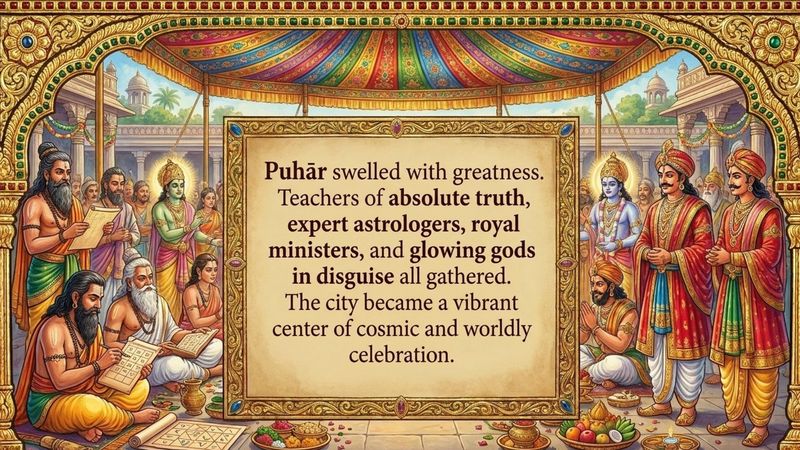 Puhār swelled with greatness.
Teachers of absolute truth,
expert astrologers, royal
ministers, and glowing gods
in disguise all gathered.
The city became a vibrant
center of cosmic and worldly
celebration.